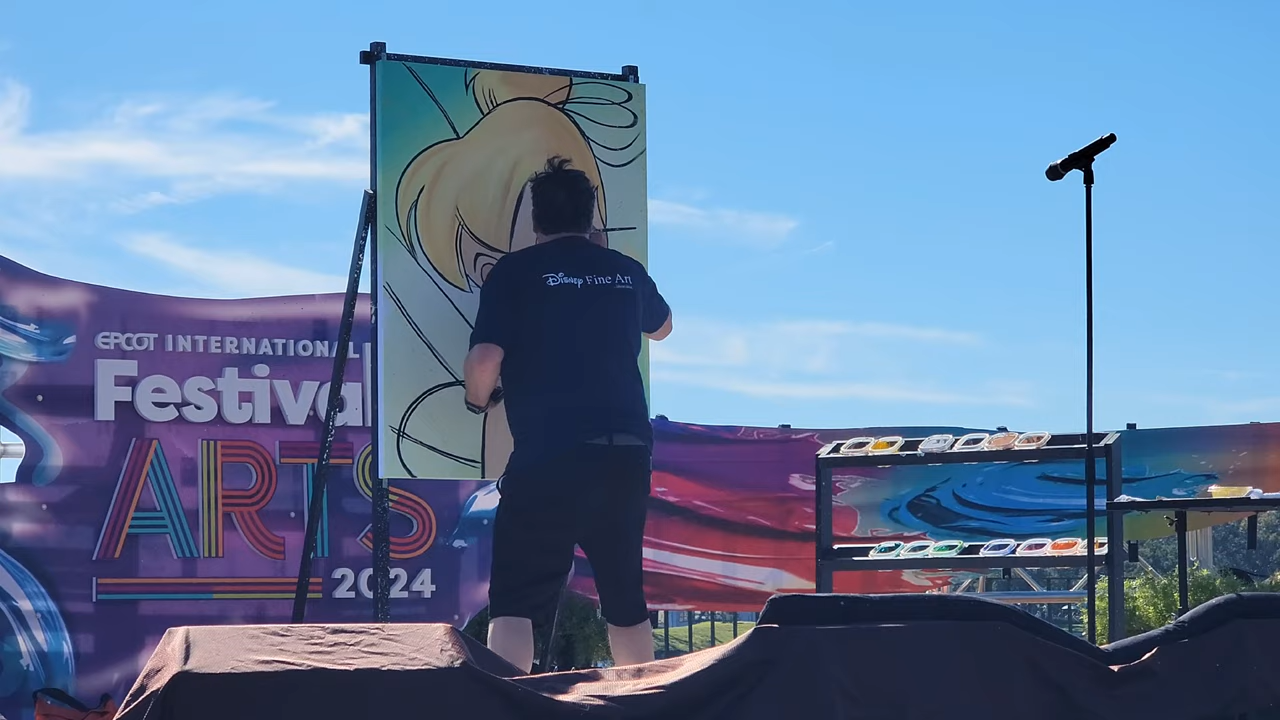 Disney Fine Art
EPCOT INTERNATIONAL
Festival
ARTS
2024